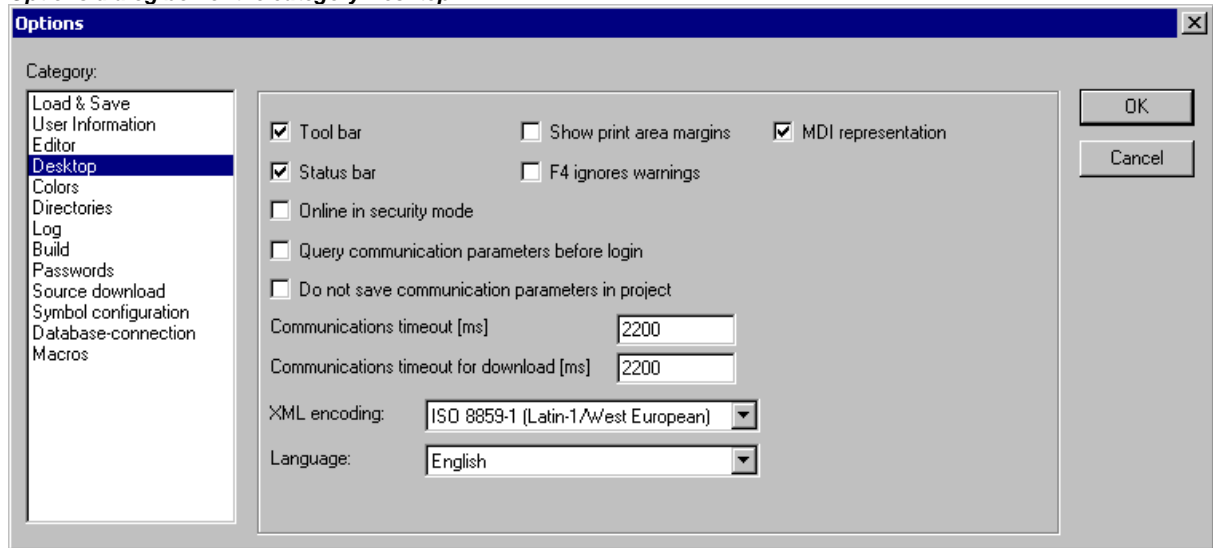 Options
Category:
Load & Save
User Information
Editor
Desktop
Colors
Directories
Log
Build
Passwords
Source download
Symbol configuration
Database-connection
Macros
Tool bar
Show print area margins
MDI representation
Status bar
F4 ignores warnings
Online in security mode
Query communication parameters before login
Do not save communication parameters in project
Communications timeout [ms]
2200
Communications timeout for download [ms]
2200
XML encoding:
ISO 8859-1 (Latin-1/West European)
Language:
English
OK
Cancel